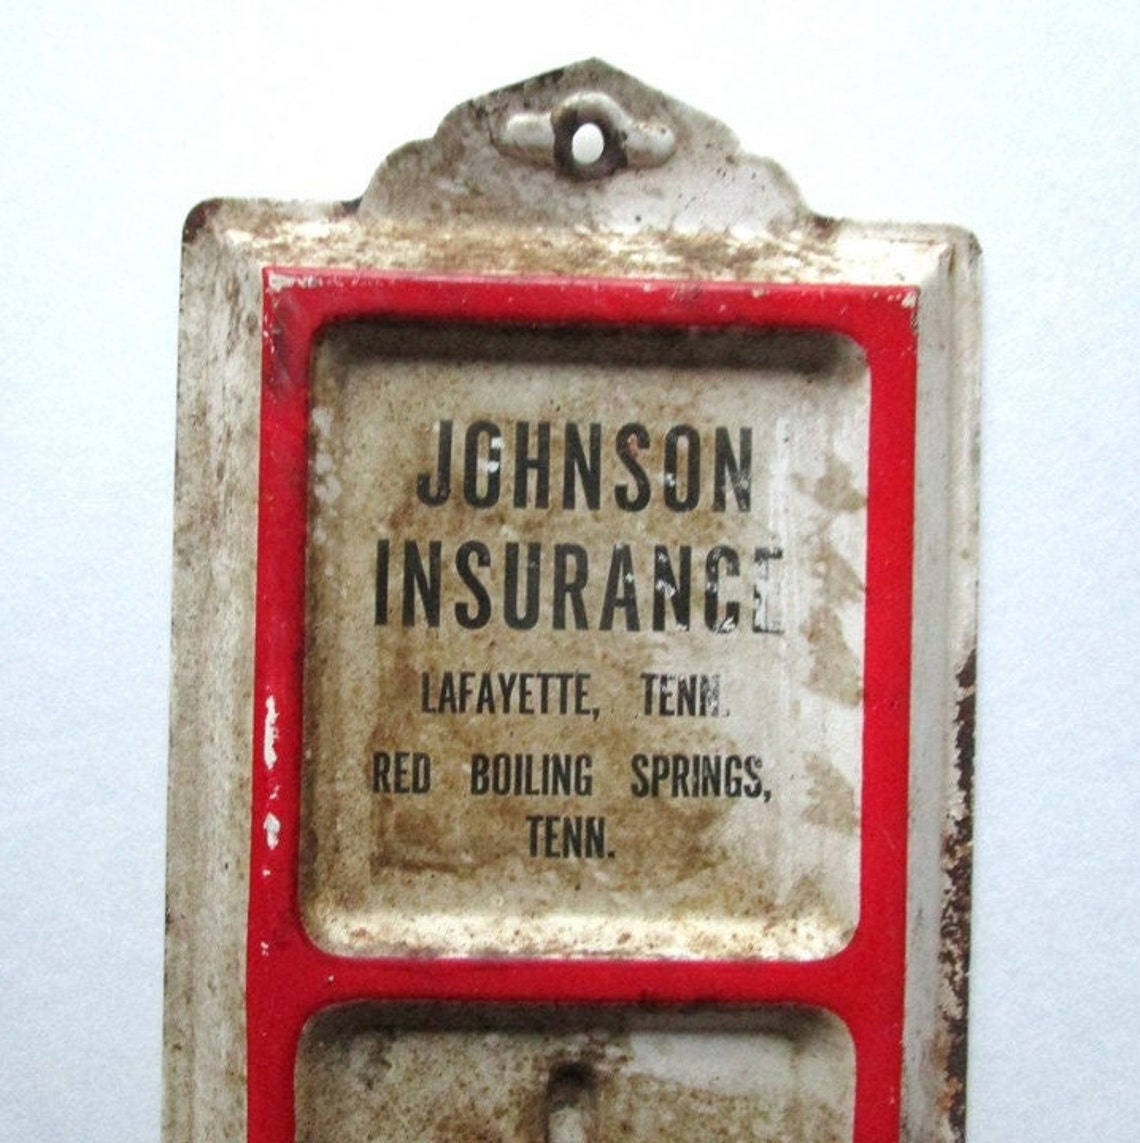 JOHNSON
INSURANCE
LAFAYETTE, TENN.
RED BOILING SPRINGS,
TENN.